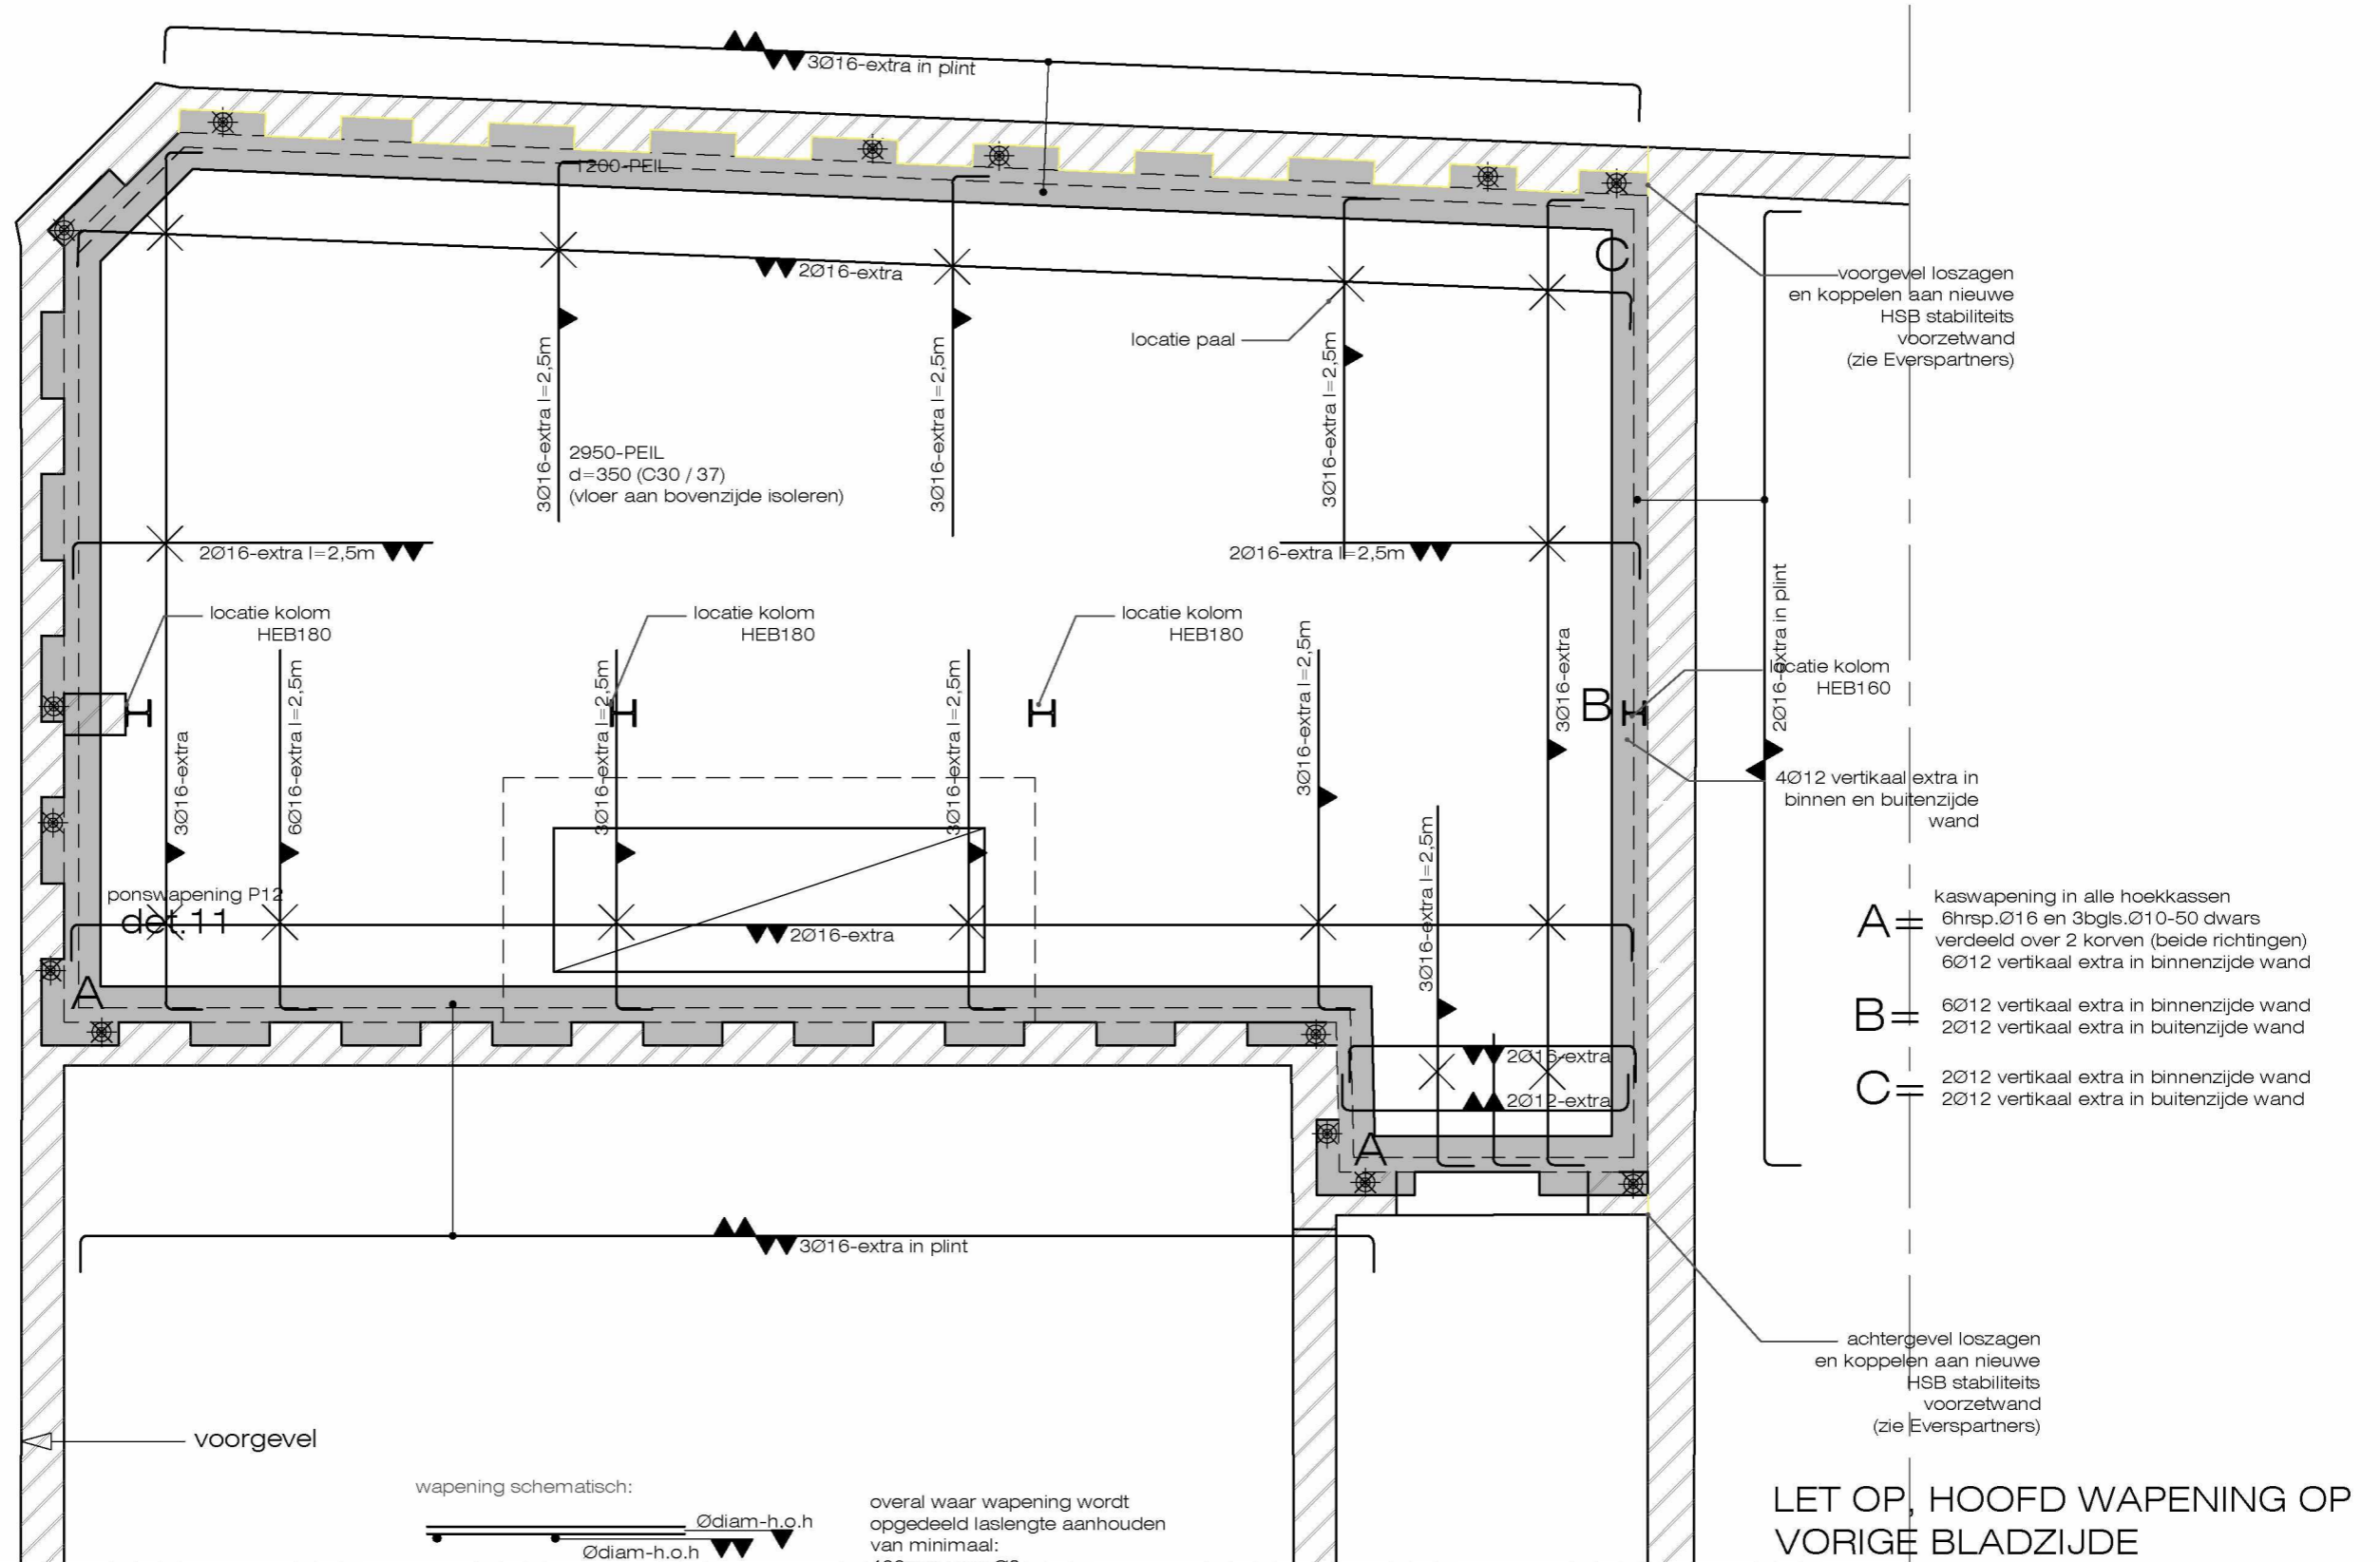 3Ø16-extra in plint
1200-PEIL
C
2Ø16-extra
voorgevel loszagen
en koppelen aan nieuwe
HSB stabiliteits
voorzetwand
(zie Everspartners)
locatie paal
3Ø16-extra l=2,5m
3Ø16-extra l=2,5m
3Ø16-extra l=2,5m
2950-PEIL
d=350 (C30 / 37)
(vloer aan bovenzijde isoleren)
2Ø16-extra l=2,5m
2Ø16-extra l=2,5m
2Ø16-extra in plint
locatie kolom
HEB180
locatie kolom
HEB180
locatie kolom
HEB180
locatie kolom
HEB160
B
3Ø16-extra
6Ø16-extra l=2,5m
3Ø16-extra l=2,5m
3Ø16-extra l=2,5m
3Ø16-extra l=2,5m
3Ø16-extra
3Ø16-extra l=2,5m
4Ø12 vertikaal extra in
binnen en buitenzijde
wand
ponswapening P12
det.11
2Ø16-extra
A
A= kaswapening in alle hoekkassen
6hrsp.Ø16 en 3bgls.Ø10-50 dwars
verdeeld over 2 korven (beide richtingen)
6Ø12 vertikaal extra in binnenzijde wand
B= 6Ø12 vertikaal extra in binnenzijde wand
2Ø12 vertikaal extra in buitenzijde wand
C= 2Ø12 vertikaal extra in binnenzijde wand
2Ø12 vertikaal extra in buitenzijde wand
2Ø16-extra
2Ø12-extra
A
3Ø16-extra in plint
achtergevel loszagen
en koppelen aan nieuwe
HSB stabiliteits
voorzetwand
(zie Everspartners)
voorgevel
wapening schematisch:
Ødiam-h.o.h
Ødiam-h.o.h
overal waar wapening wordt
opgedeeld laslengte aanhouden
van minimaal:
LET OP, HOOFD WAPENING OP
VORIGE BLADZIJDE